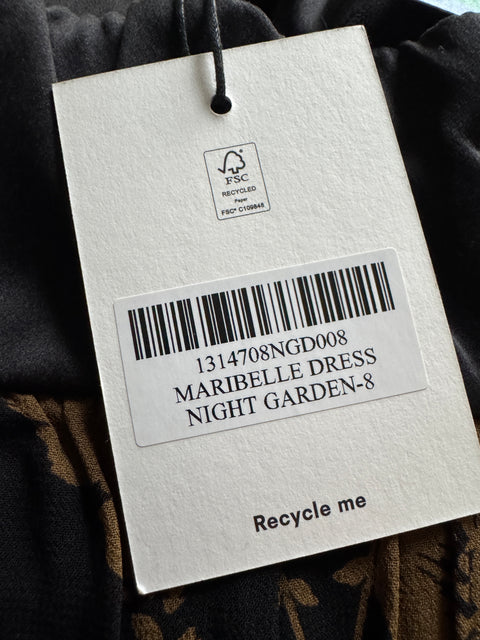 FSC®
RECYCLED
Paper
FSC® C109848
1314708NGD008
MARIBELLE DRESS
NIGHT GARDEN-8
Recycle me